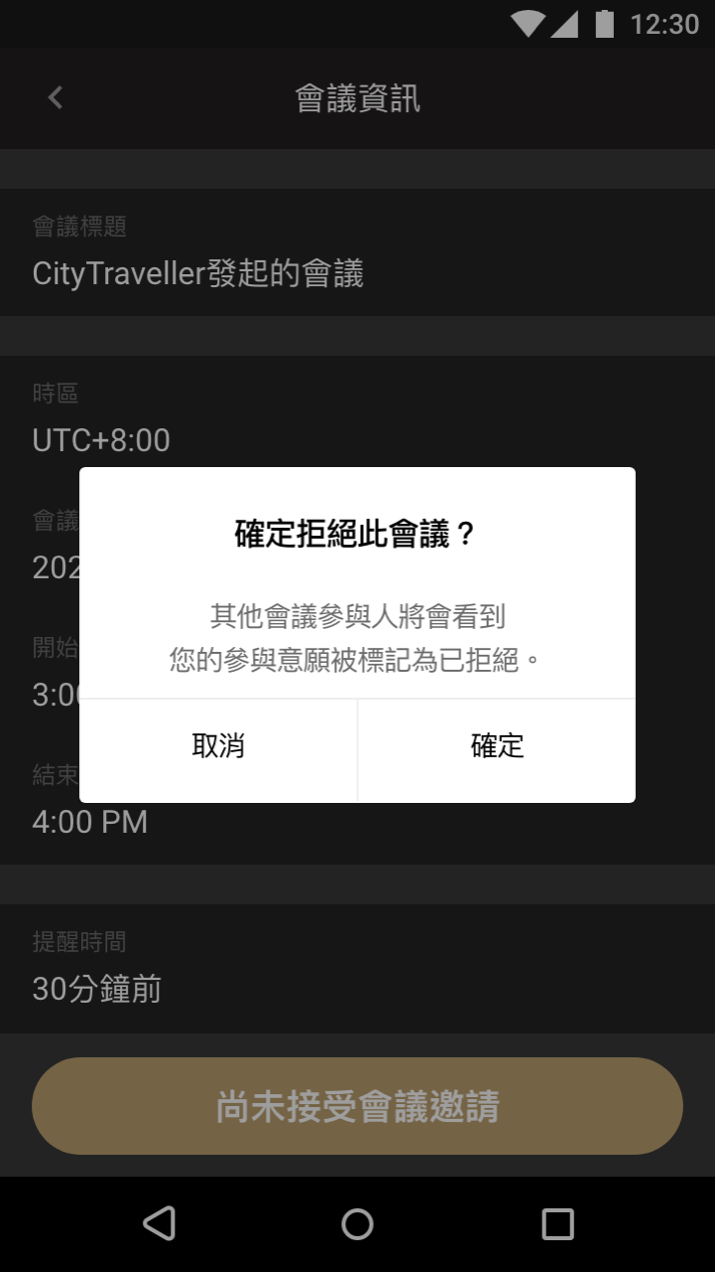 12:30
會議資訊
會議標題
CityTraveller發起的會議
時區
UTC+8:00
確定拒絕此會議？
會議
202
其他會議參與人將會看到
您的參與意願被標記為已拒絕。
開始
3:0
取消
確定
結束
4:00 PM
提醒時間
30分鐘前
尚未接受會議邀請